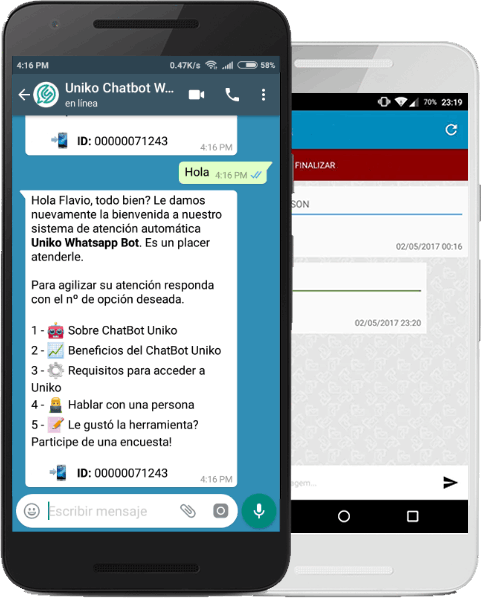 4:16 PM
0.47K/s
58%
Uniko Chatbot W...
en línea
ID: 00000071243
4:16 PM
Hola 4:16 PM
Hola Flavio, todo bien? Le damos
nuevamente la bienvenida a nuestro
sistema de atención automática
Uniko Whatsapp Bot. Es un placer
atenderle.
Para agilizar su atención responda
con el nº de opción deseada.
1 - Sobre ChatBot Uniko
2 - Beneficios del ChatBot Uniko
3 - Requisitos para acceder a
Uniko
4 - Hablar con una persona
5 - Le gustó la herramienta?
Participe de una encuesta!
ID: 00000071243
4:16 PM
Escribir mensaje
70% 23:19
FINALIZAR
SON
02/05/2017 00:16
02/05/2017 23:20
agem...